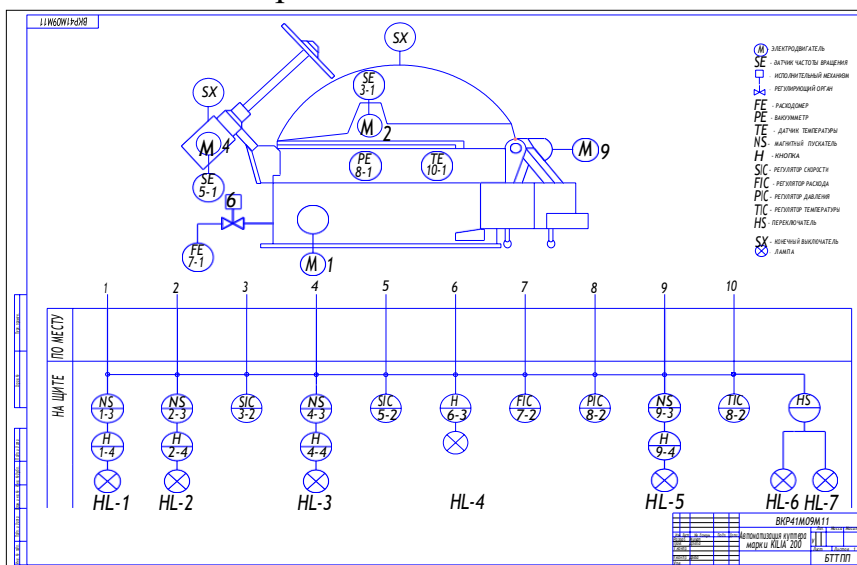 ВКР41М09М11
SX
SX
SE
3-1
M 2
M 4
SE
5-1
PE
8-1
TE
10-1
M 9
6
FE
7-1
M 1
M ЭЛЕКТРОДВИГАТЕЛЬ
SE - ДАТЧИК ЧАСТОТЫ ВРАЩЕНИЯ
- ИСПОЛНИТЕЛЬНЫЙ МЕХАНИЗМ
- РЕГУЛИРУЮЩИЙ ОРГАН
FE - РАСХОДОМЕР
PE - ВАКУУММЕТР
TE - ДАТЧИК ТЕМПЕРАТУРЫ
NS - МАГНИТНЫЙ ПУСКАТЕЛЬ
H - КНОПКА
SIC - РЕГУЛЯТОР СКОРОСТИ
FIC - РЕГУЛЯТОР РАСХОДА
PIC - РЕГУЛЯТОР ДАВЛЕНИЯ
TIC - РЕГУЛЯТОР ТЕМПЕРАТУРЫ
HS - ПЕРЕКЛЮЧАТЕЛЬ
SX - КОНЕЧНЫЙ ВЫКЛЮЧАТЕЛЬ
ЛАМПА
1 2 3 4 5 6 7 8 9 10
ПО МЕСТУ
НА ЩИТЕ
NS
1-3
NS
2-3
SIC
3-2
NS
4-3
SIC
5-2
H
6-3
FIC
7-2
PIC
8-2
NS
9-3
TIC
8-2
HS
H
1-4
H
2-4
H
4-4
H
9-4
HL-1 HL-2 HL-3 HL-4 HL-5 HL-6 HL-7
ВКР41М09М11
Автоматизация куттера
марки KILIA 200
БТТПП